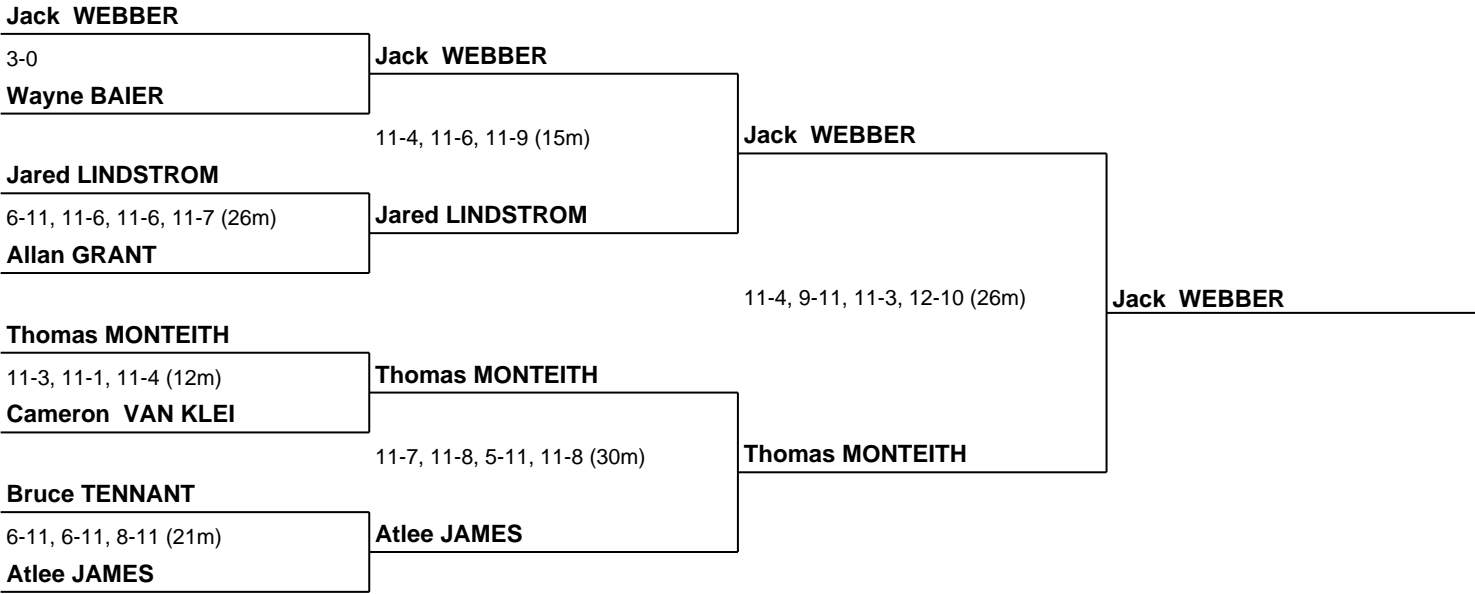 Jack  WEBBER
3-0
Wayne BAIER
Jared LINDSTROM
6-11, 11-6, 11-6, 11-7 (26m)
Allan GRANT
Thomas MONTEITH
11-3, 11-1, 11-4 (12m)
Cameron  VAN KLEI
Bruce TENNANT
6-11, 6-11, 8-11 (21m)
Atlee JAMES
Jack  WEBBER
11-4, 11-6, 11-9 (15m)
Jared LINDSTROM
Thomas MONTEITH
11-7, 11-8, 5-11, 11-8 (30m)
Atlee JAMES
Jack  WEBBER
11-4, 9-11, 11-3, 12-10 (26m)
Thomas MONTEITH
Jack  WEBBER